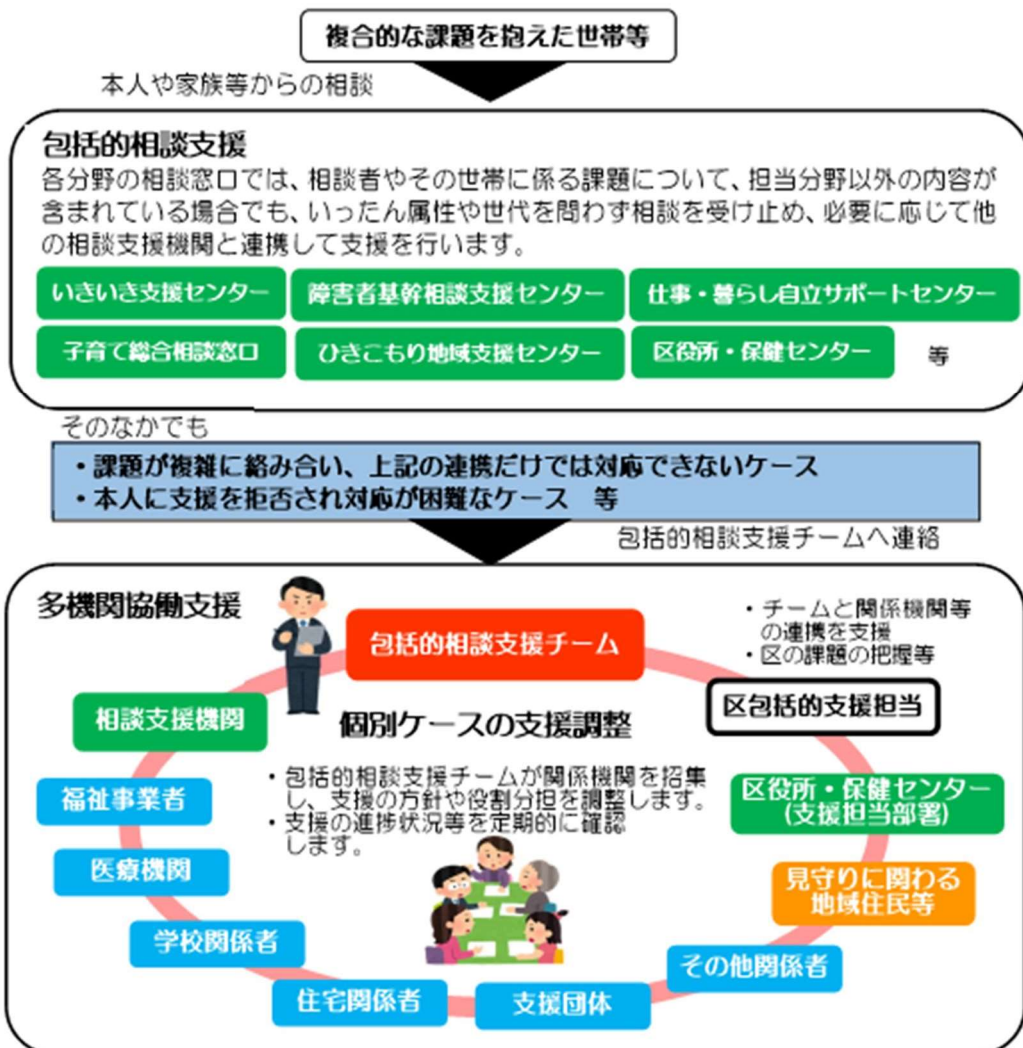 複合的な課題を抱えた世帯等
本人や家族等からの相談
包括的相談支援
各分野の相談窓口では、相談者やその世帯に係る課題について、担当分野以外の内容が
含まれている場合でも、いったん属性や世代を問わず相談を受け止め、必要に応じて他
の相談支援機関と連携して支援を行います。
いきいき支援センター
障害者基幹相談支援センター
仕事・暮らし自立サポートセンター
子育て総合相談窓口
ひきこもり地域支援センター
区役所・保健センター
等
そのなかでも
・課題が複雑に絡み合い、上記の連携だけでは対応できないケース
・本人に支援を拒否され対応が困難なケース 等
包括的相談支援チームへ連絡
多機関協働支援
包括的相談支援チーム
・チームと関係機関等
の連携を支援
・区の課題の把握等
区包括的支援担当
相談支援機関
個別ケースの支援調整
・包括的相談支援チームが関係機関を招集
し、支援の方針や役割分担を調整します。
・支援の進捗状況等を定期的に確認
します。
福祉事業者
区役所・保健センター
(支援担当部署)
医療機関
見守りに関わる
地域住民等
学校関係者
その他関係者
住宅関係者
支援団体